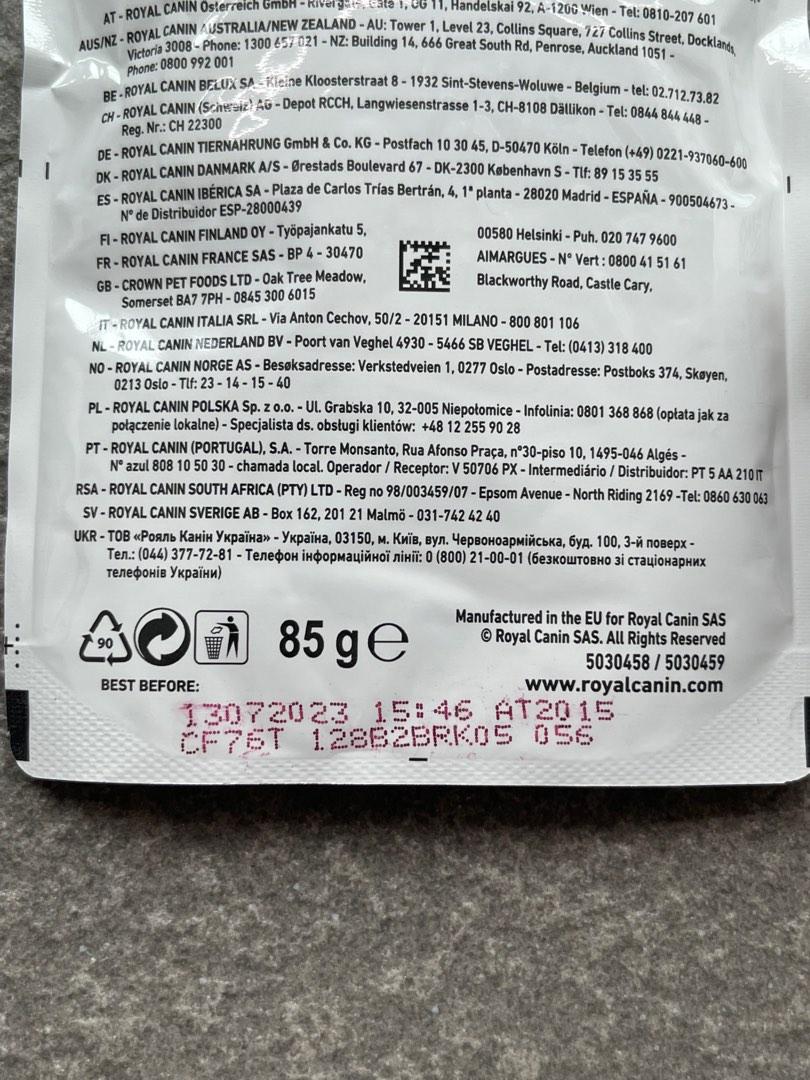 AT - ROYAL CANIN Österreich GmbH - 1, OG 11, Handelskai 92, A-1200 Wien - Tel: 0810-207 601
AUS/NZ - ROYAL CANIN AUSTRALIA/NEW ZEALAND - AU: Tower 1, Level 23, Collins Square, 727 Collins Street, Docklands,
Victoria 3008 - Phone: 1300 657 021 - NZ: Building 14, 666 Great South Rd, Penrose, Auckland 1051 -
Phone: 0800 992 001
BE - ROYAL CANIN BELUX SA - Kleine Kloosterstraat 8 - 1932 Sint-Stevens-Woluwe - Belgium - tel: 02.712.73.82
CH - ROYAL CANIN (Schweiz) AG - Depot RCCH, Langwiesenstrasse 1-3, CH-8108 Dällikon - Tel: 0844 844 448 -
Reg. Nr.: CH 22300
DE - ROYAL CANIN TIERNAHRUNG GmbH & Co. KG - Postfach 10 30 45, D-50470 Köln - Telefon (+49) 0221-937060-600
DK - ROYAL CANIN DANMARK A/S - Ørestads Boulevard 67 - DK-2300 København S - Tlf: 89 15 35 55
ES - ROYAL CANIN IBÉRICA SA - Plaza de Carlos Trías Bertrán, 4, 1ª planta - 28020 Madrid - ESPAÑA - 900504673 -
Nº de Distribuidor ESP-28000439
FI - ROYAL CANIN FINLAND OY - Työpajankatu 5, 00580 Helsinki - Puh. 020 747 9600
FR - ROYAL CANIN FRANCE SAS - BP 4 - 30470 AIMARGUES - N° Vert : 0800 41 51 61
GB - CROWN PET FOODS LTD - Oak Tree Meadow, Blackworthy Road, Castle Cary,
Somerset BA7 7PH - 0845 300 6015
IT - ROYAL CANIN ITALIA SRL - Via Anton Cechov, 50/2 - 20151 MILANO - 800 801 106
NL - ROYAL CANIN NEDERLAND BV - Poort van Veghel 4930 - 5466 SB VEGHEL - Tel: (0413) 318 400
NO - ROYAL CANIN NORGE AS - Besøksadresse: Verkstedveien 1, 0277 Oslo - Postadresse: Postboks 374, Skøyen,
0213 Oslo - Tlf: 23 - 14 - 15 - 40
PL - ROYAL CANIN POLSKA Sp. z o.o. - Ul. Grabska 10, 32-005 Niepołomice - Infolinia: 0801 368 868 (opłata jak za
połączenie lokalne) - Specjalista ds. obsługi klientów: +48 12 255 90 28
PT - ROYAL CANIN (PORTUGAL), S.A. - Torre Monsanto, Rua Afonso Praça, nº30-piso 10, 1495-046 Algés -
Nº azul 808 10 50 30 - chamada local. Operador / Receptor: V 50706 PX - Intermediário / Distribuidor: PT 5 AA 210 IT
RSA - ROYAL CANIN SOUTH AFRICA (PTY) LTD - Reg no 98/003459/07 - Epsom Avenue - North Riding 2169 -Tel: 0860 630 063
SV - ROYAL CANIN SVERIGE AB - Box 162, 201 21 Malmö - 031-742 42 40
UKR - ТОВ «Рояль Канін Україна» - Україна, 03150, м. Київ, вул. Червоноармійська, буд. 100, 3-й поверх -
Тел.: (044) 377-72-81 - Телефон інформаційної лінії: 0 (800) 21-00-01 (безкоштовно зі стаціонарних
телефонів України)
90
85 g ℮
Manufactured in the EU for Royal Canin SAS
© Royal Canin SAS. All Rights Reserved
5030458 / 5030459
www.royalcanin.com
BEST BEFORE:
13072023 15:46 AT2015
CF76T 128B2BRK05 056